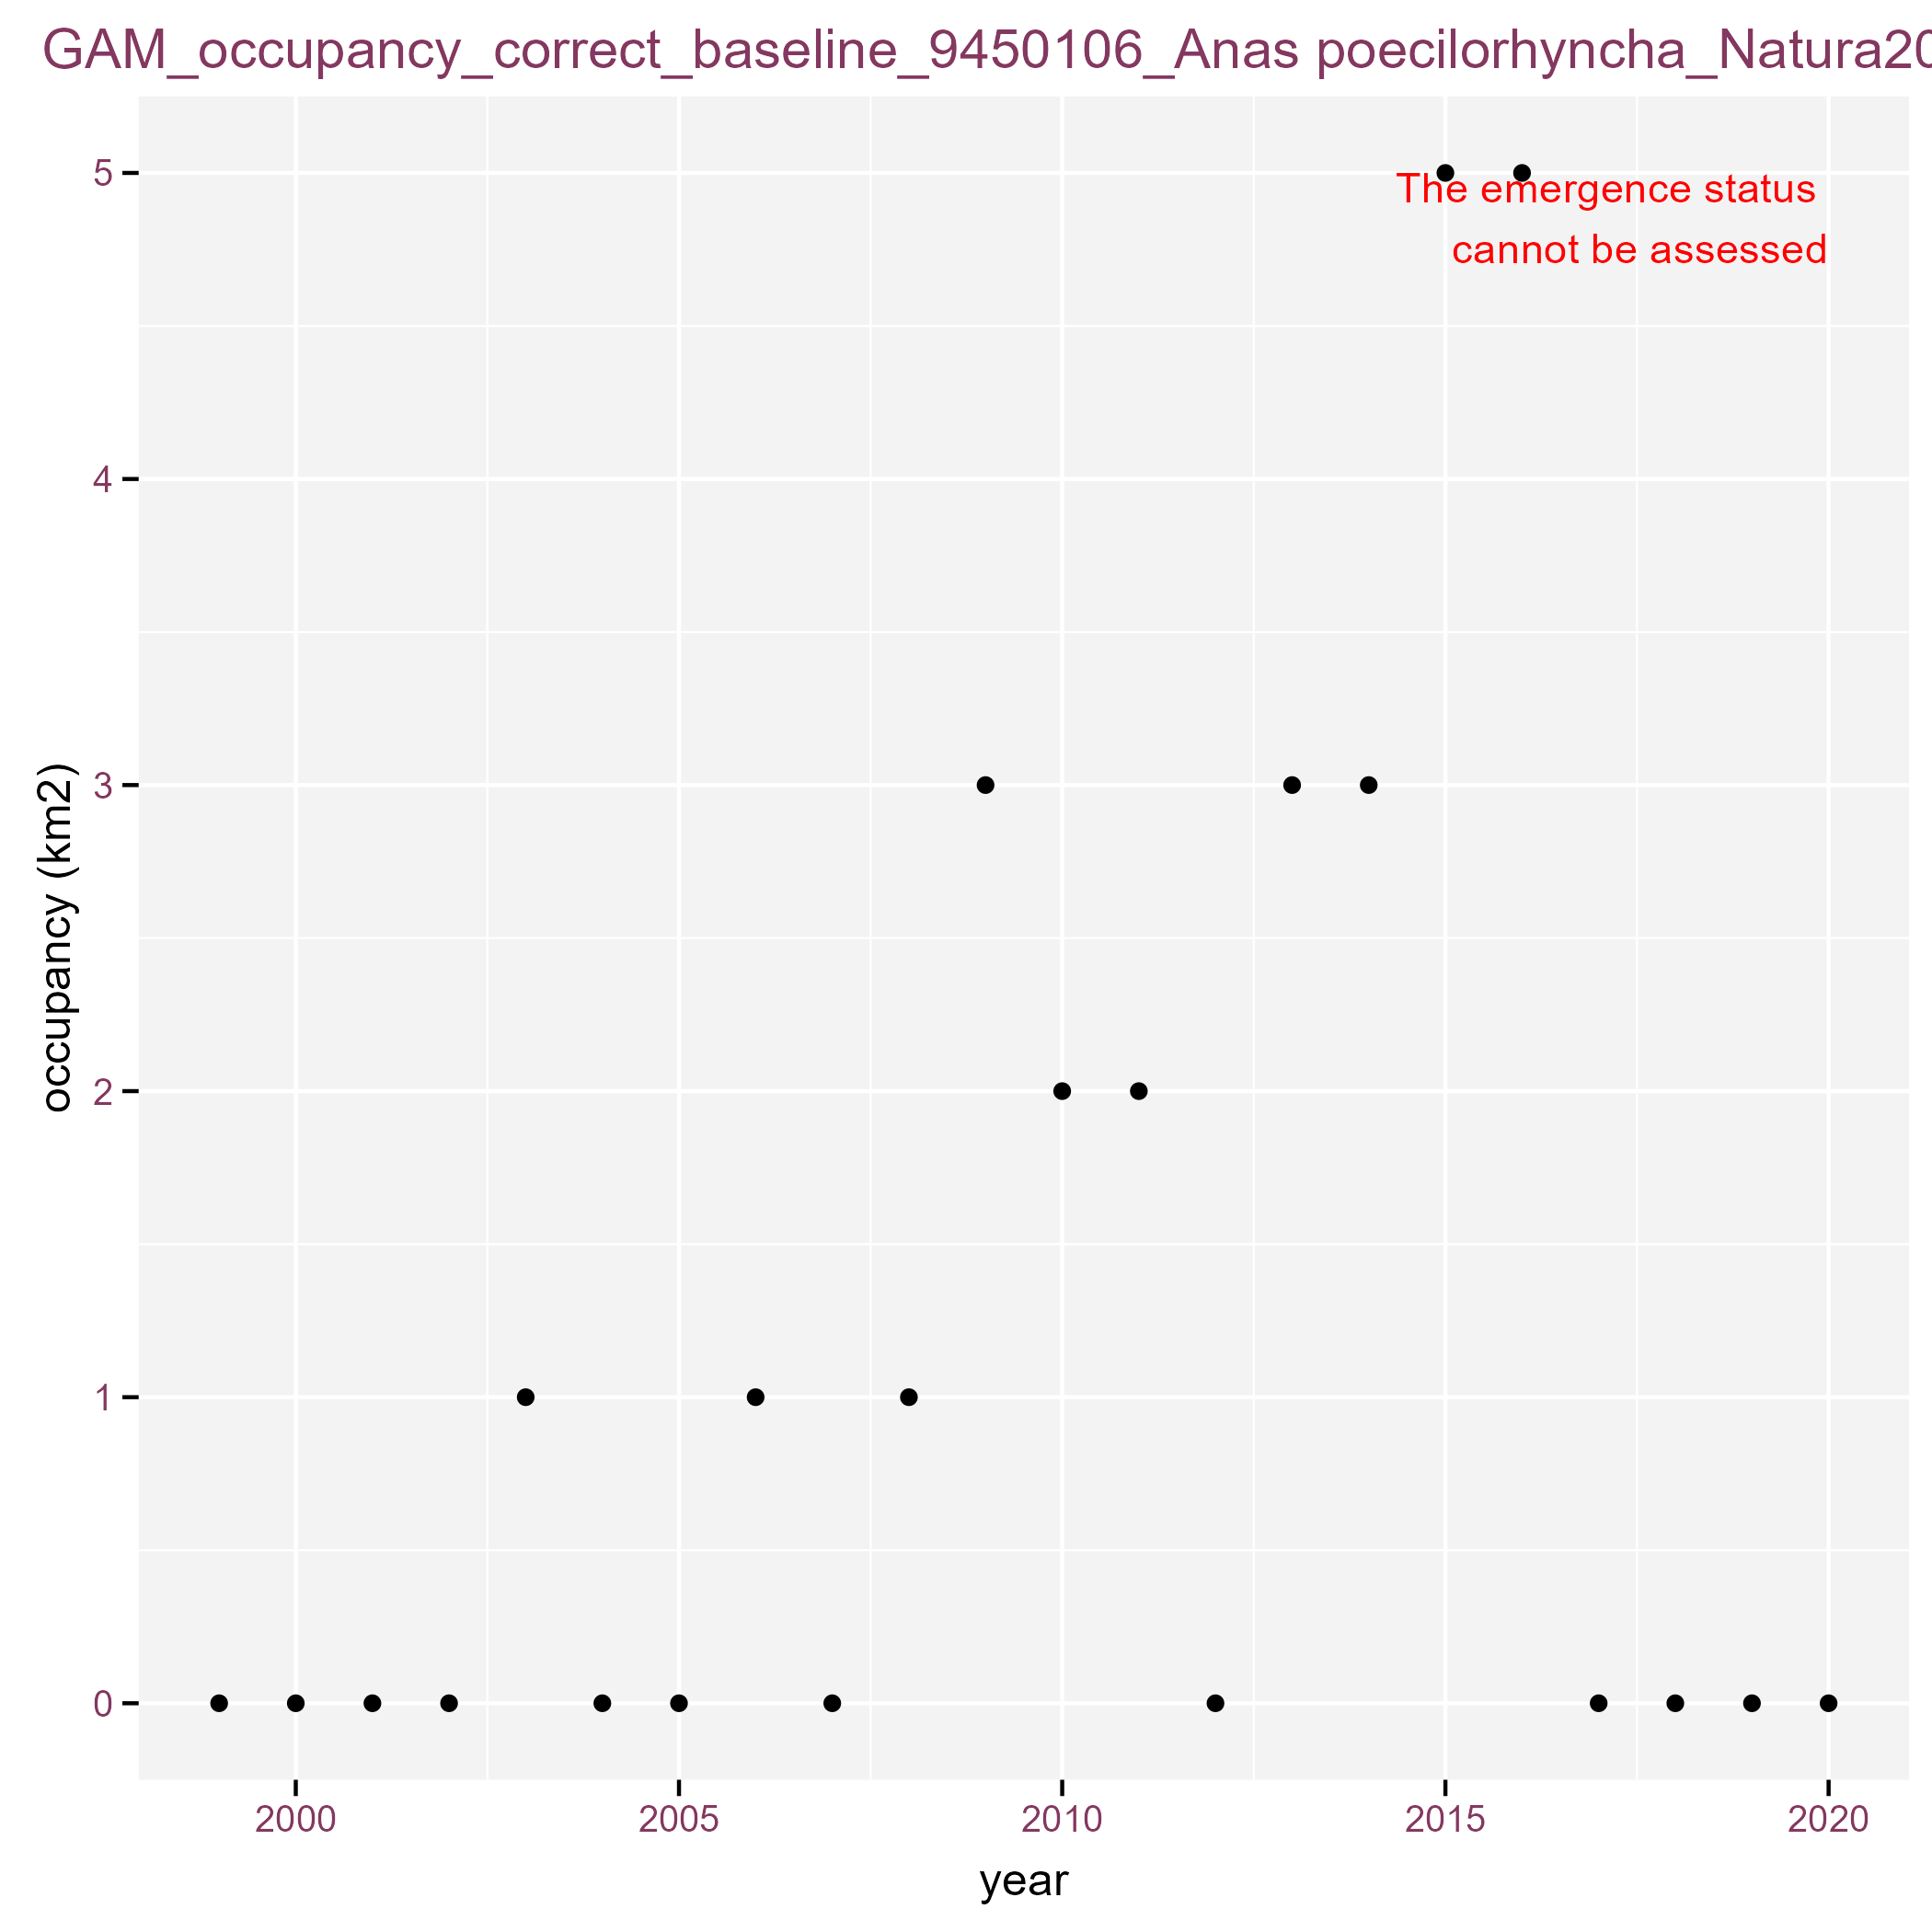 GAM_occupancy_correct_baseline_9450106_Anas poecilorhyncha_Natura20
5
The emergence status
cannot be assessed
4
3
occupancy (km2)
2
1
0
2000 2005 2010 2015 2020
year